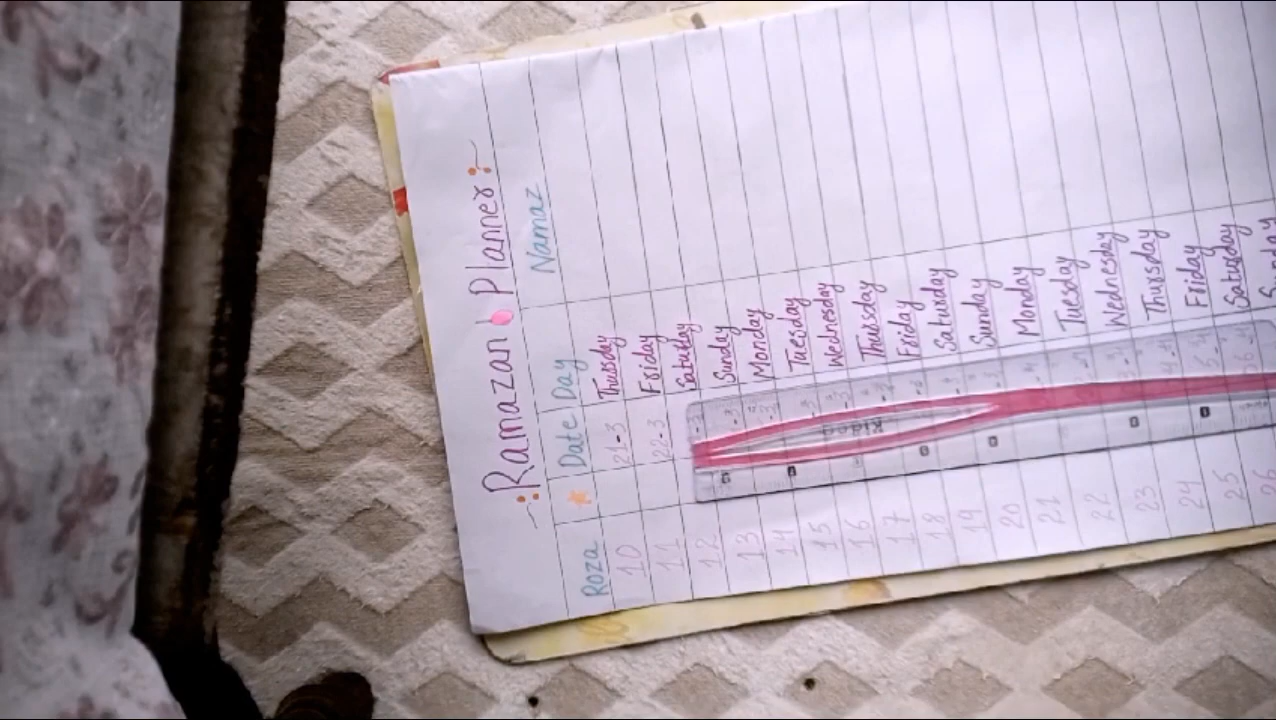 -:Ramazan Planner:-
Roza Date Day Namaz
10 21-3 Thursday
11 22-3 Friday
12 Saturday
13 Sunday
14 Monday
15 Tuesday
16 Wednesday
17 Thursday
18 Friday
19 Saturday
20 Sunday
21 Monday
22 Tuesday
23 Wednesday
24 Thursday
25 Friday
26 Saturday
Sunday